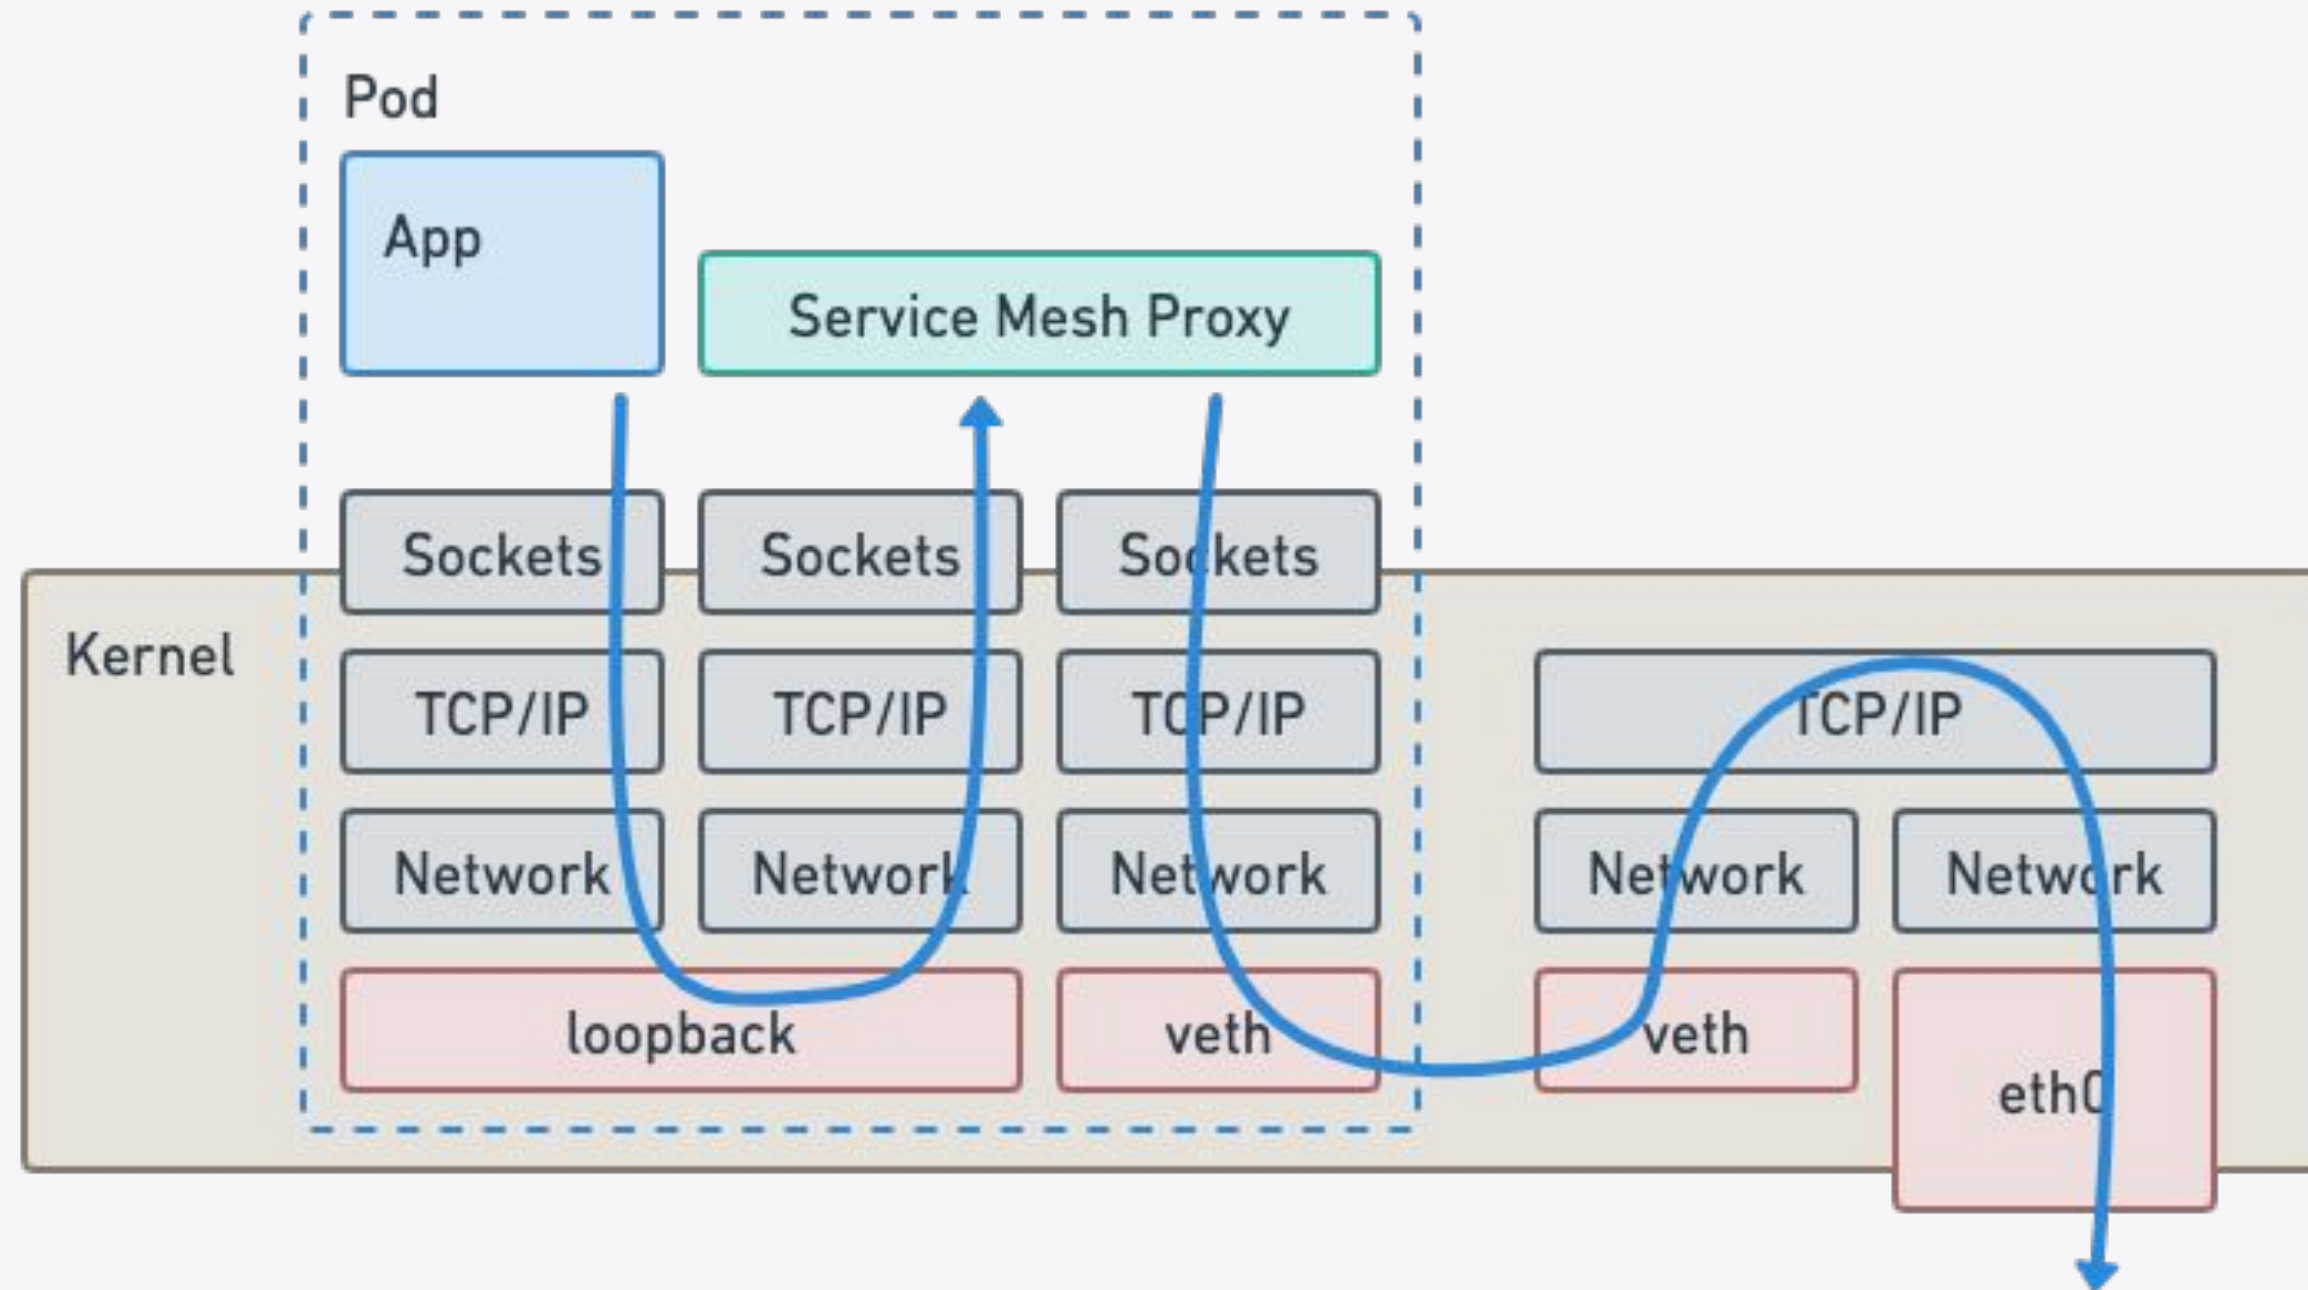 Pod
App
Service Mesh Proxy
Sockets
Sockets
Sockets
Kernel
TCP/IP
TCP/IP
TCP/IP
TCP/IP
Network
Network
Network
Network
Network
loopback
veth
veth
eth0